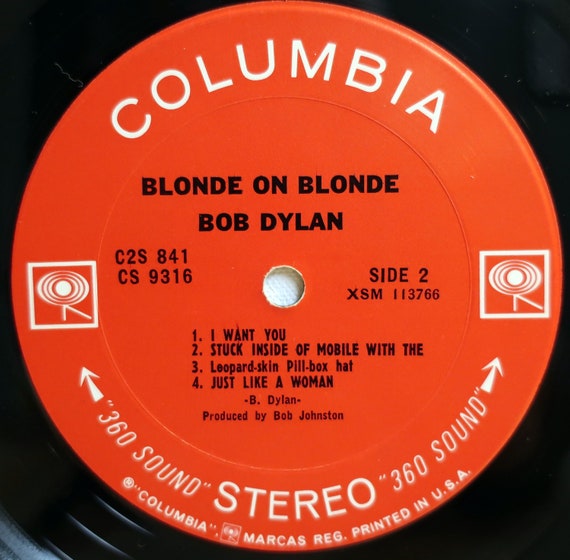 COLUMBIA
BLONDE ON BLONDE
BOB DYLAN
C2S 841
CS 9316
SIDE 2
XSM 113766
1. I WANT YOU
2. STUCK INSIDE OF MOBILE WITH THE
3. Leopard-skin Pill-box hat
4. JUST LIKE A WOMAN
-B. Dylan-
Produced by Bob Johnston
"360 SOUND" STEREO "360 SOUND"
℗"COLUMBIA", MARCAS REG. PRINTED IN U.S.A.